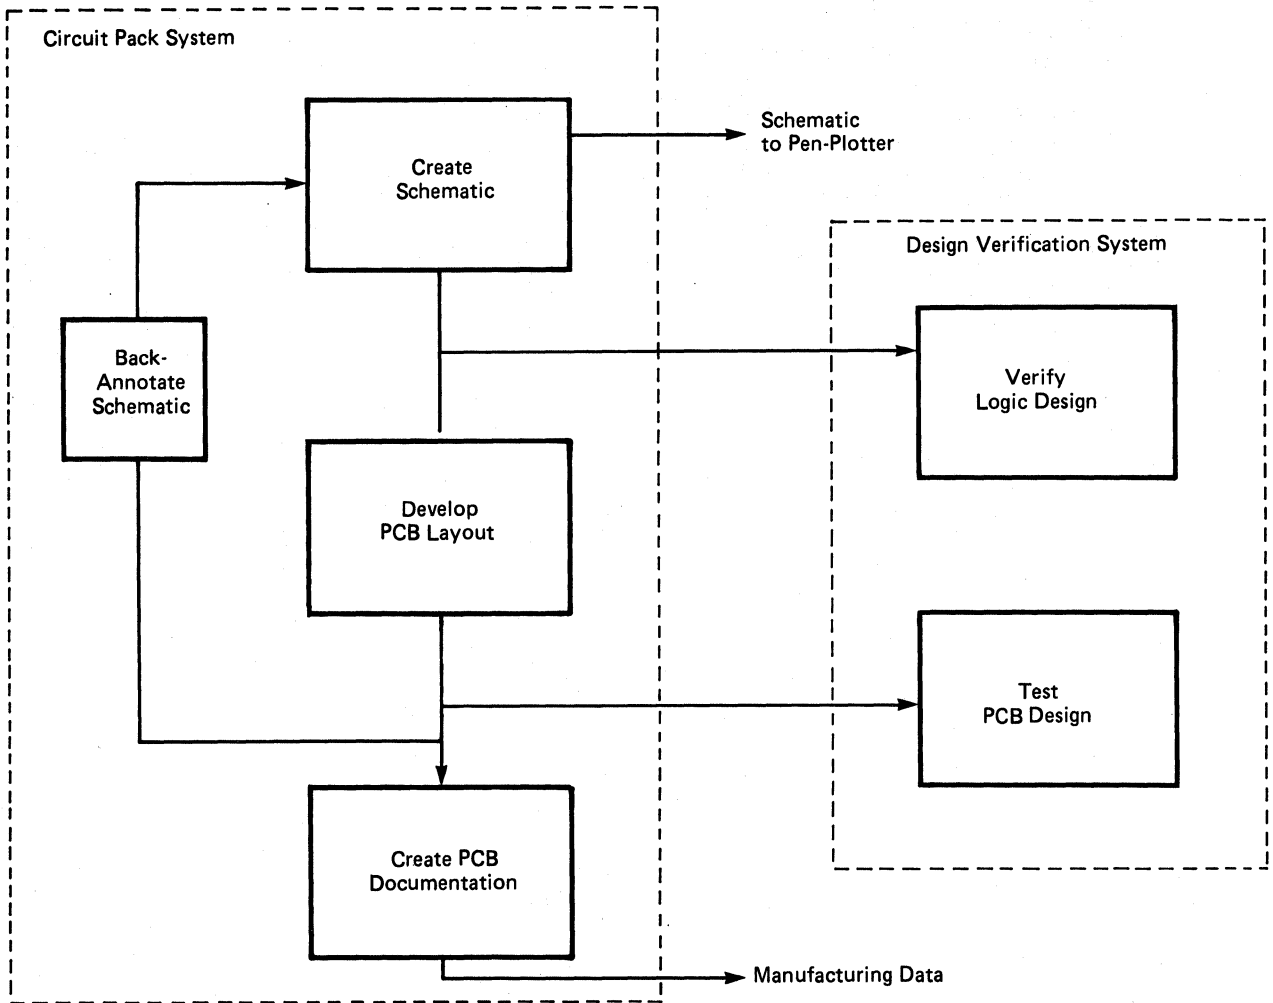 Circuit Pack System
Schematic
to Pen-Plotter
Create
Schematic
Design Verification System
Back-
Annotate
Schematic
Verify
Logic Design
Develop
PCB Layout
Test
PCB Design
Create PCB
Documentation
Manufacturing Data